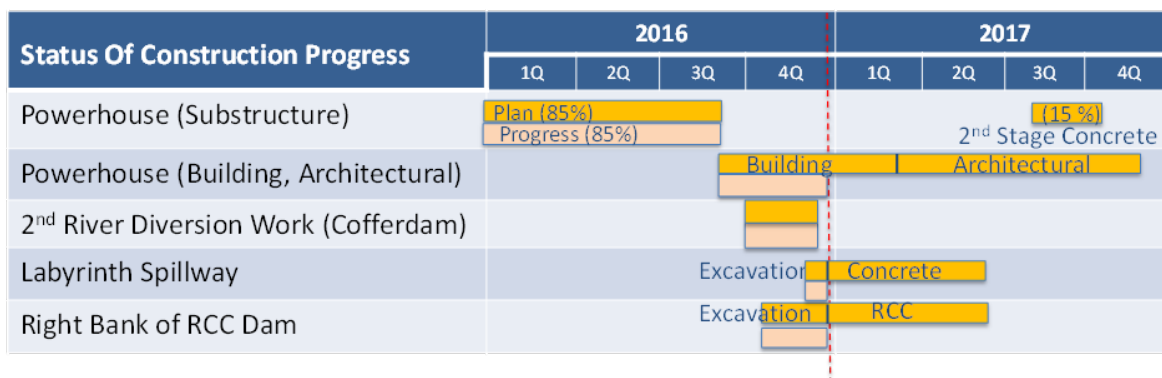 Status Of Construction Progress
2016 2017
1Q 2Q 3Q 4Q 1Q 2Q 3Q 4Q
Powerhouse (Substructure) Plan (85%) (15 %)
Progress (85%) 2nd Stage Concrete
Powerhouse (Building, Architectural) Building Architectural
2nd River Diversion Work (Cofferdam)
Labyrinth Spillway Excavation Concrete
Right Bank of RCC Dam Excavation RCC